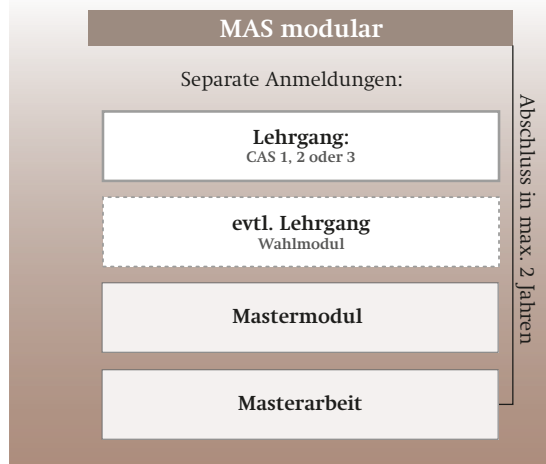 MAS modular
Separate Anmeldungen:
Lehrgang:
CAS 1, 2 oder 3
evtl. Lehrgang
Wahlmodul
Mastermodul
Masterarbeit
Abschluss in max. 2 Jahren